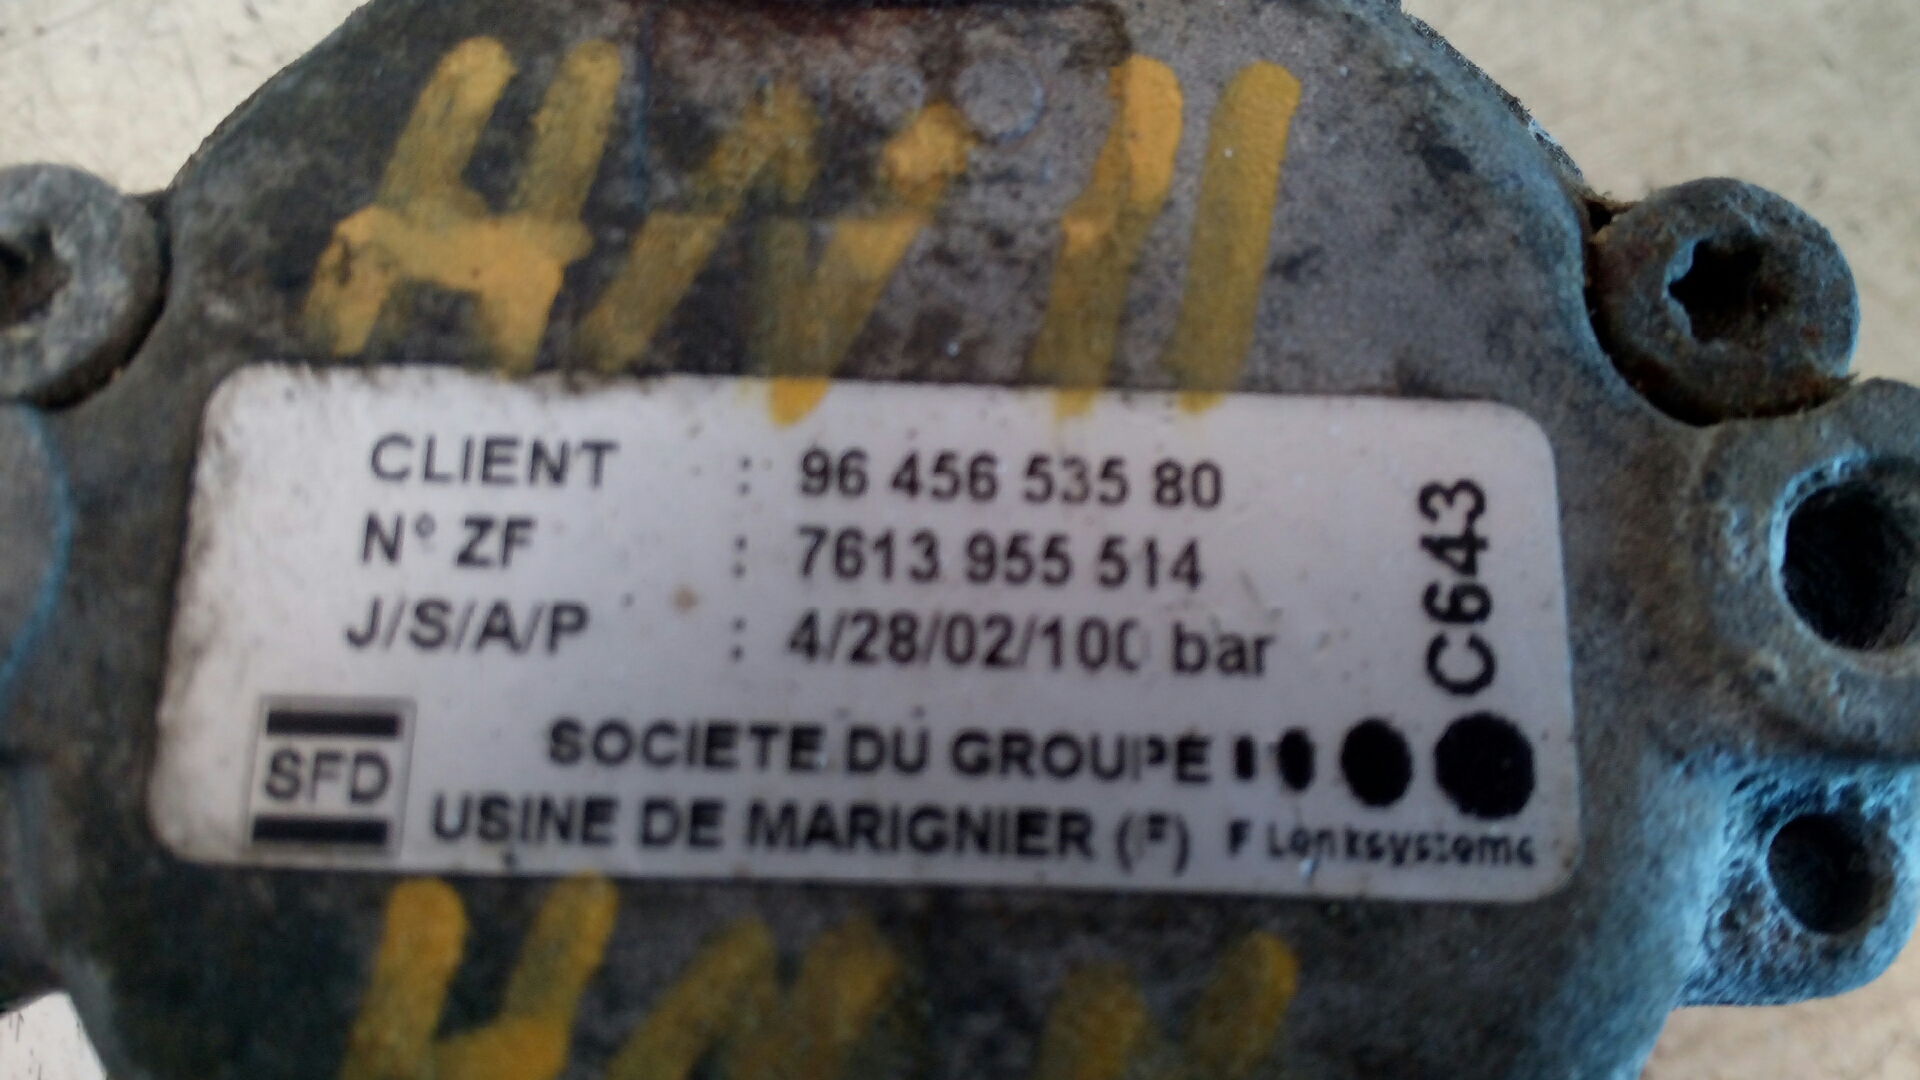 CLIENT : 96 456 535 80
N° ZF : 7613 955 514
J/S/A/P : 4/28/02/100 bar
C643
SFD
SOCIETE DU GROUPE
USINE DE MARIGNIER (F)
F Lenksysteme